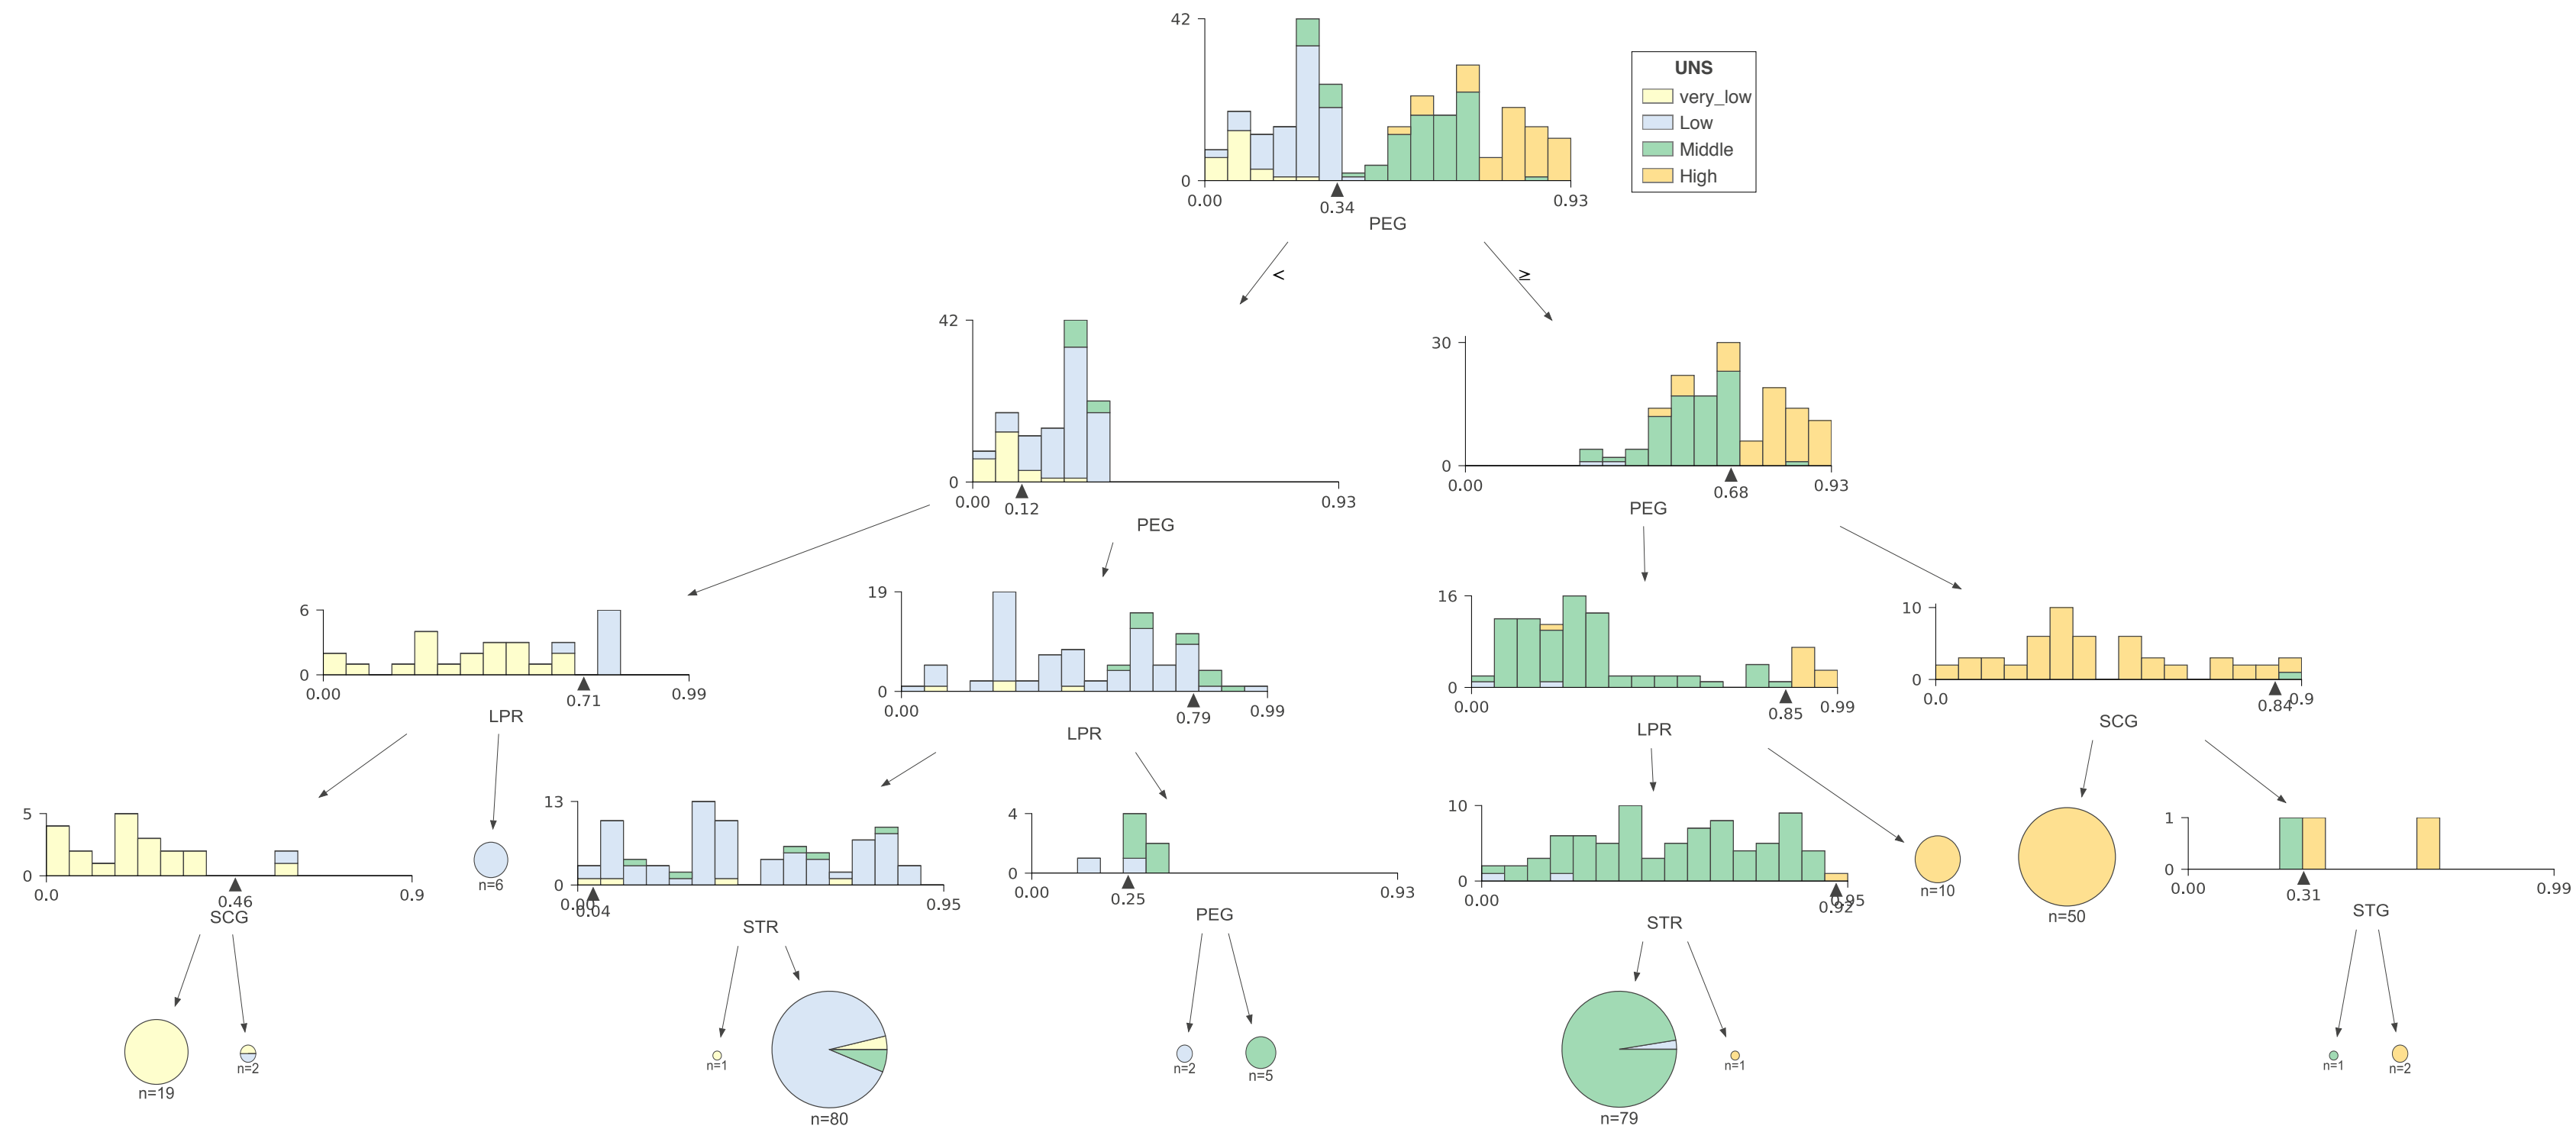 42
0
0.00
0.34
0.93
PEG
UNS
very_low
Low
Middle
High
<
≥
42
0
0.00
0.12
0.93
PEG
30
0
0.00
0.68
0.93
PEG
6
0
0.00
0.71
0.99
LPR
19
0
0.00
0.79
0.99
LPR
16
0
0.00
0.85
0.99
LPR
10
0
0.0
0.84
0.9
SCG
5
0
0.0
0.46
0.9
SCG
n=6
13
0
0.00
0.04
0.95
STR
4
0
0.00
0.25
0.93
PEG
10
0
0.00
0.92
0.95
STR
n=10
n=50
1
0
0.00
0.31
0.99
STG
n=19
n=2
n=1
n=80
n=2
n=5
n=79
n=1
n=1
n=2